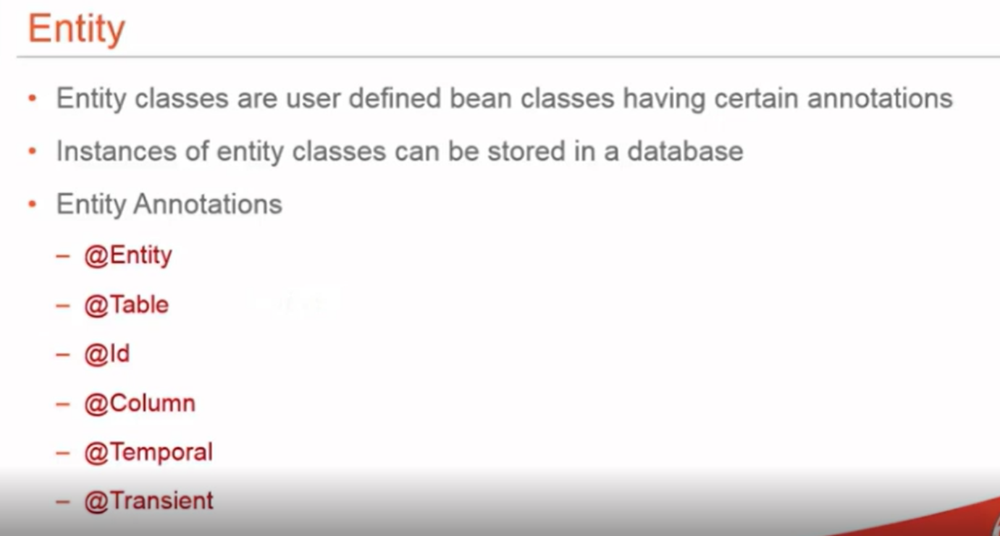 Entity
• Entity classes are user defined bean classes having certain annotations
• Instances of entity classes can be stored in a database
• Entity Annotations
– @Entity
– @Table
– @Id
– @Column
– @Temporal
– @Transient